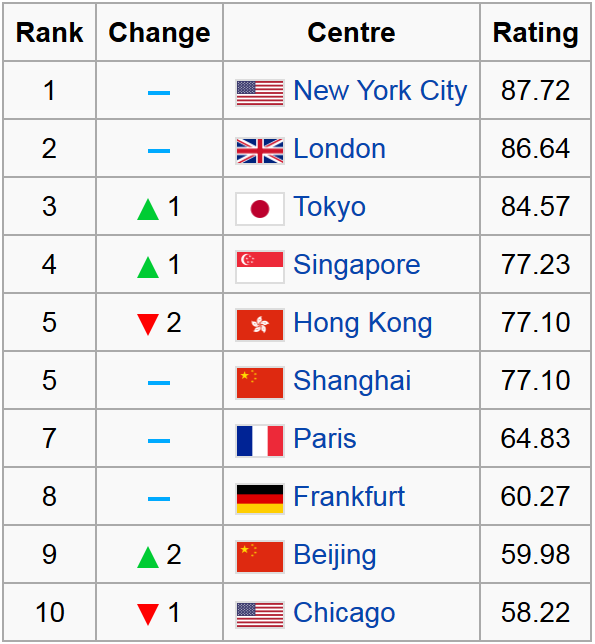 Rank Change Centre Rating
1 – New York City 87.72
2 – London 86.64
3 ▲ 1 Tokyo 84.57
4 ▲ 1 Singapore 77.23
5 ▼ 2 Hong Kong 77.10
5 – Shanghai 77.10
7 – Paris 64.83
8 – Frankfurt 60.27
9 ▲ 2 Beijing 59.98
10 ▼ 1 Chicago 58.22